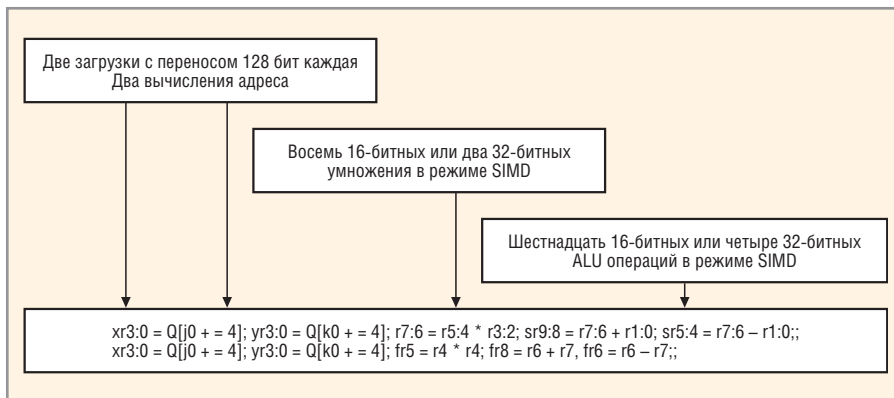 Две загрузки с переносом 128 бит каждая
Два вычисления адреса
Восемь 16-битных или два 32-битных
умножения в режиме SIMD
Шестнадцать 16-битных или четыре 32-битных
ALU операций в режиме SIMD
xr3:0 = Q[j0 + = 4]; yr3:0 = Q[k0 + = 4]; r7:6 = r5:4 * r3:2; sr9:8 = r7:6 + r1:0; sr5:4 = r7:6 – r1:0;;
xr3:0 = Q[j0 + = 4]; yr3:0 = Q[k0 + = 4]; fr5 = r4 * r4; fr8 = r6 + r7, fr6 = r6 – r7;;